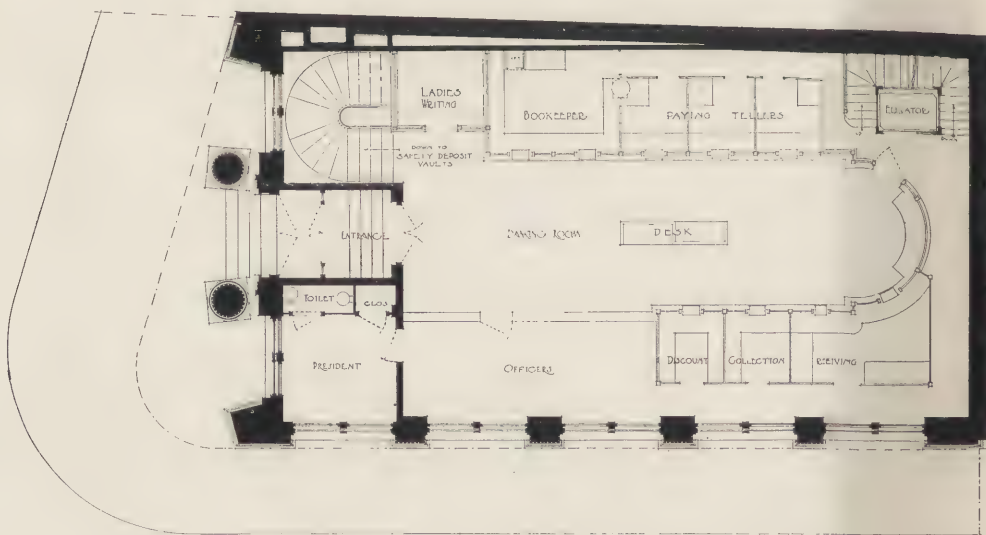 LADIES
WRITING
BOOKKEEPER
PAYING TELLERS
ELEVATOR
DOWN TO
SAFETY DEPOSIT
VAULTS
ENTRANCE
BANKING ROOM
DESK
TOILET
CLOS
PRESIDENT
OFFICERS
DISCOUNT
COLLECTION
RECEIVING